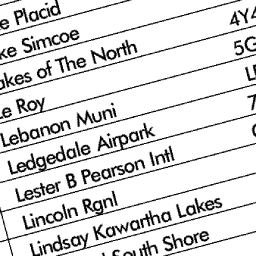 e Placid
ke Simcoe
akes of The North 4Y4
Le Roy 5G
Lebanon Muni
Ledgedale Airpark 7
Lester B Pearson Intl
Lincoln Rgnl
Lindsay Kawartha Lakes
South Shore